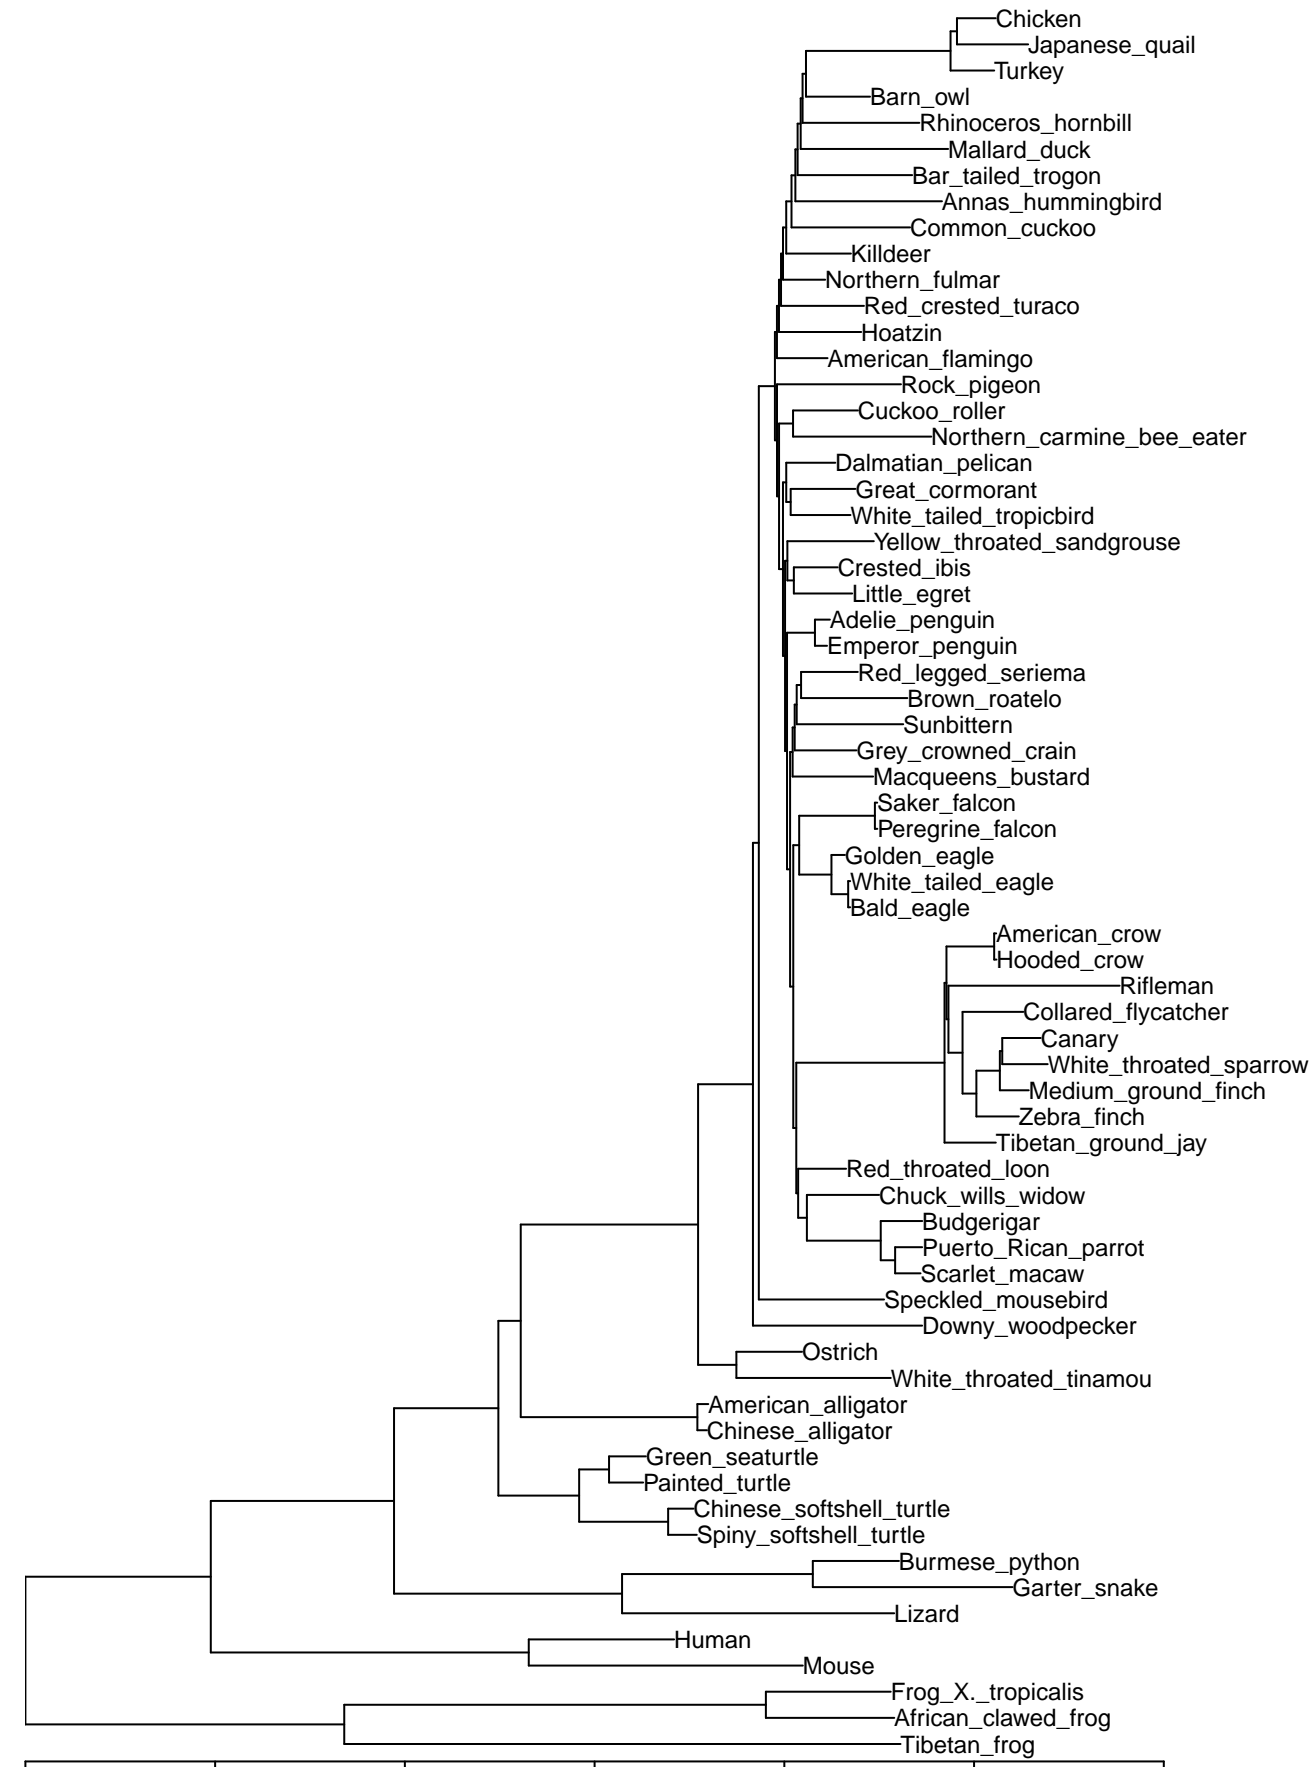 Chicken
Japanese_quail
Turkey
Barn_owl
Rhinoceros_hornbill
Mallard_duck
Bar_tailed_trogon
Annas_hummingbird
Common_cuckoo
Killdeer
Northern_fulmar
Red_crested_turaco
Hoatzin
American_flamingo
Rock_pigeon
Cuckoo_roller
Northern_carmine_bee_eater
Dalmatian_pelican
Great_cormorant
White_tailed_tropicbird
Yellow_throated_sandgrouse
Crested_ibis
Little_egret
Adelie_penguin
Emperor_penguin
Red_legged_seriema
Brown_roatelo
Sunbittern
Grey_crowned_crain
Macqueens_bustard
Saker_falcon
Peregrine_falcon
Golden_eagle
White_tailed_eagle
Bald_eagle
American_crow
Hooded_crow
Rifleman
Collared_flycatcher
Canary
White_throated_sparrow
Medium_ground_finch
Zebra_finch
Tibetan_ground_jay
Red_throated_loon
Chuck_wills_widow
Budgerigar
Puerto_Rican_parrot
Scarlet_macaw
Speckled_mousebird
Downy_woodpecker
Ostrich
White_throated_tinamou
American_alligator
Chinese_alligator
Green_seaturtle
Painted_turtle
Chinese_softshell_turtle
Spiny_softshell_turtle
Burmese_python
Garter_snake
Lizard
Human
Mouse
Frog_X._tropicalis
African_clawed_frog
Tibetan_frog